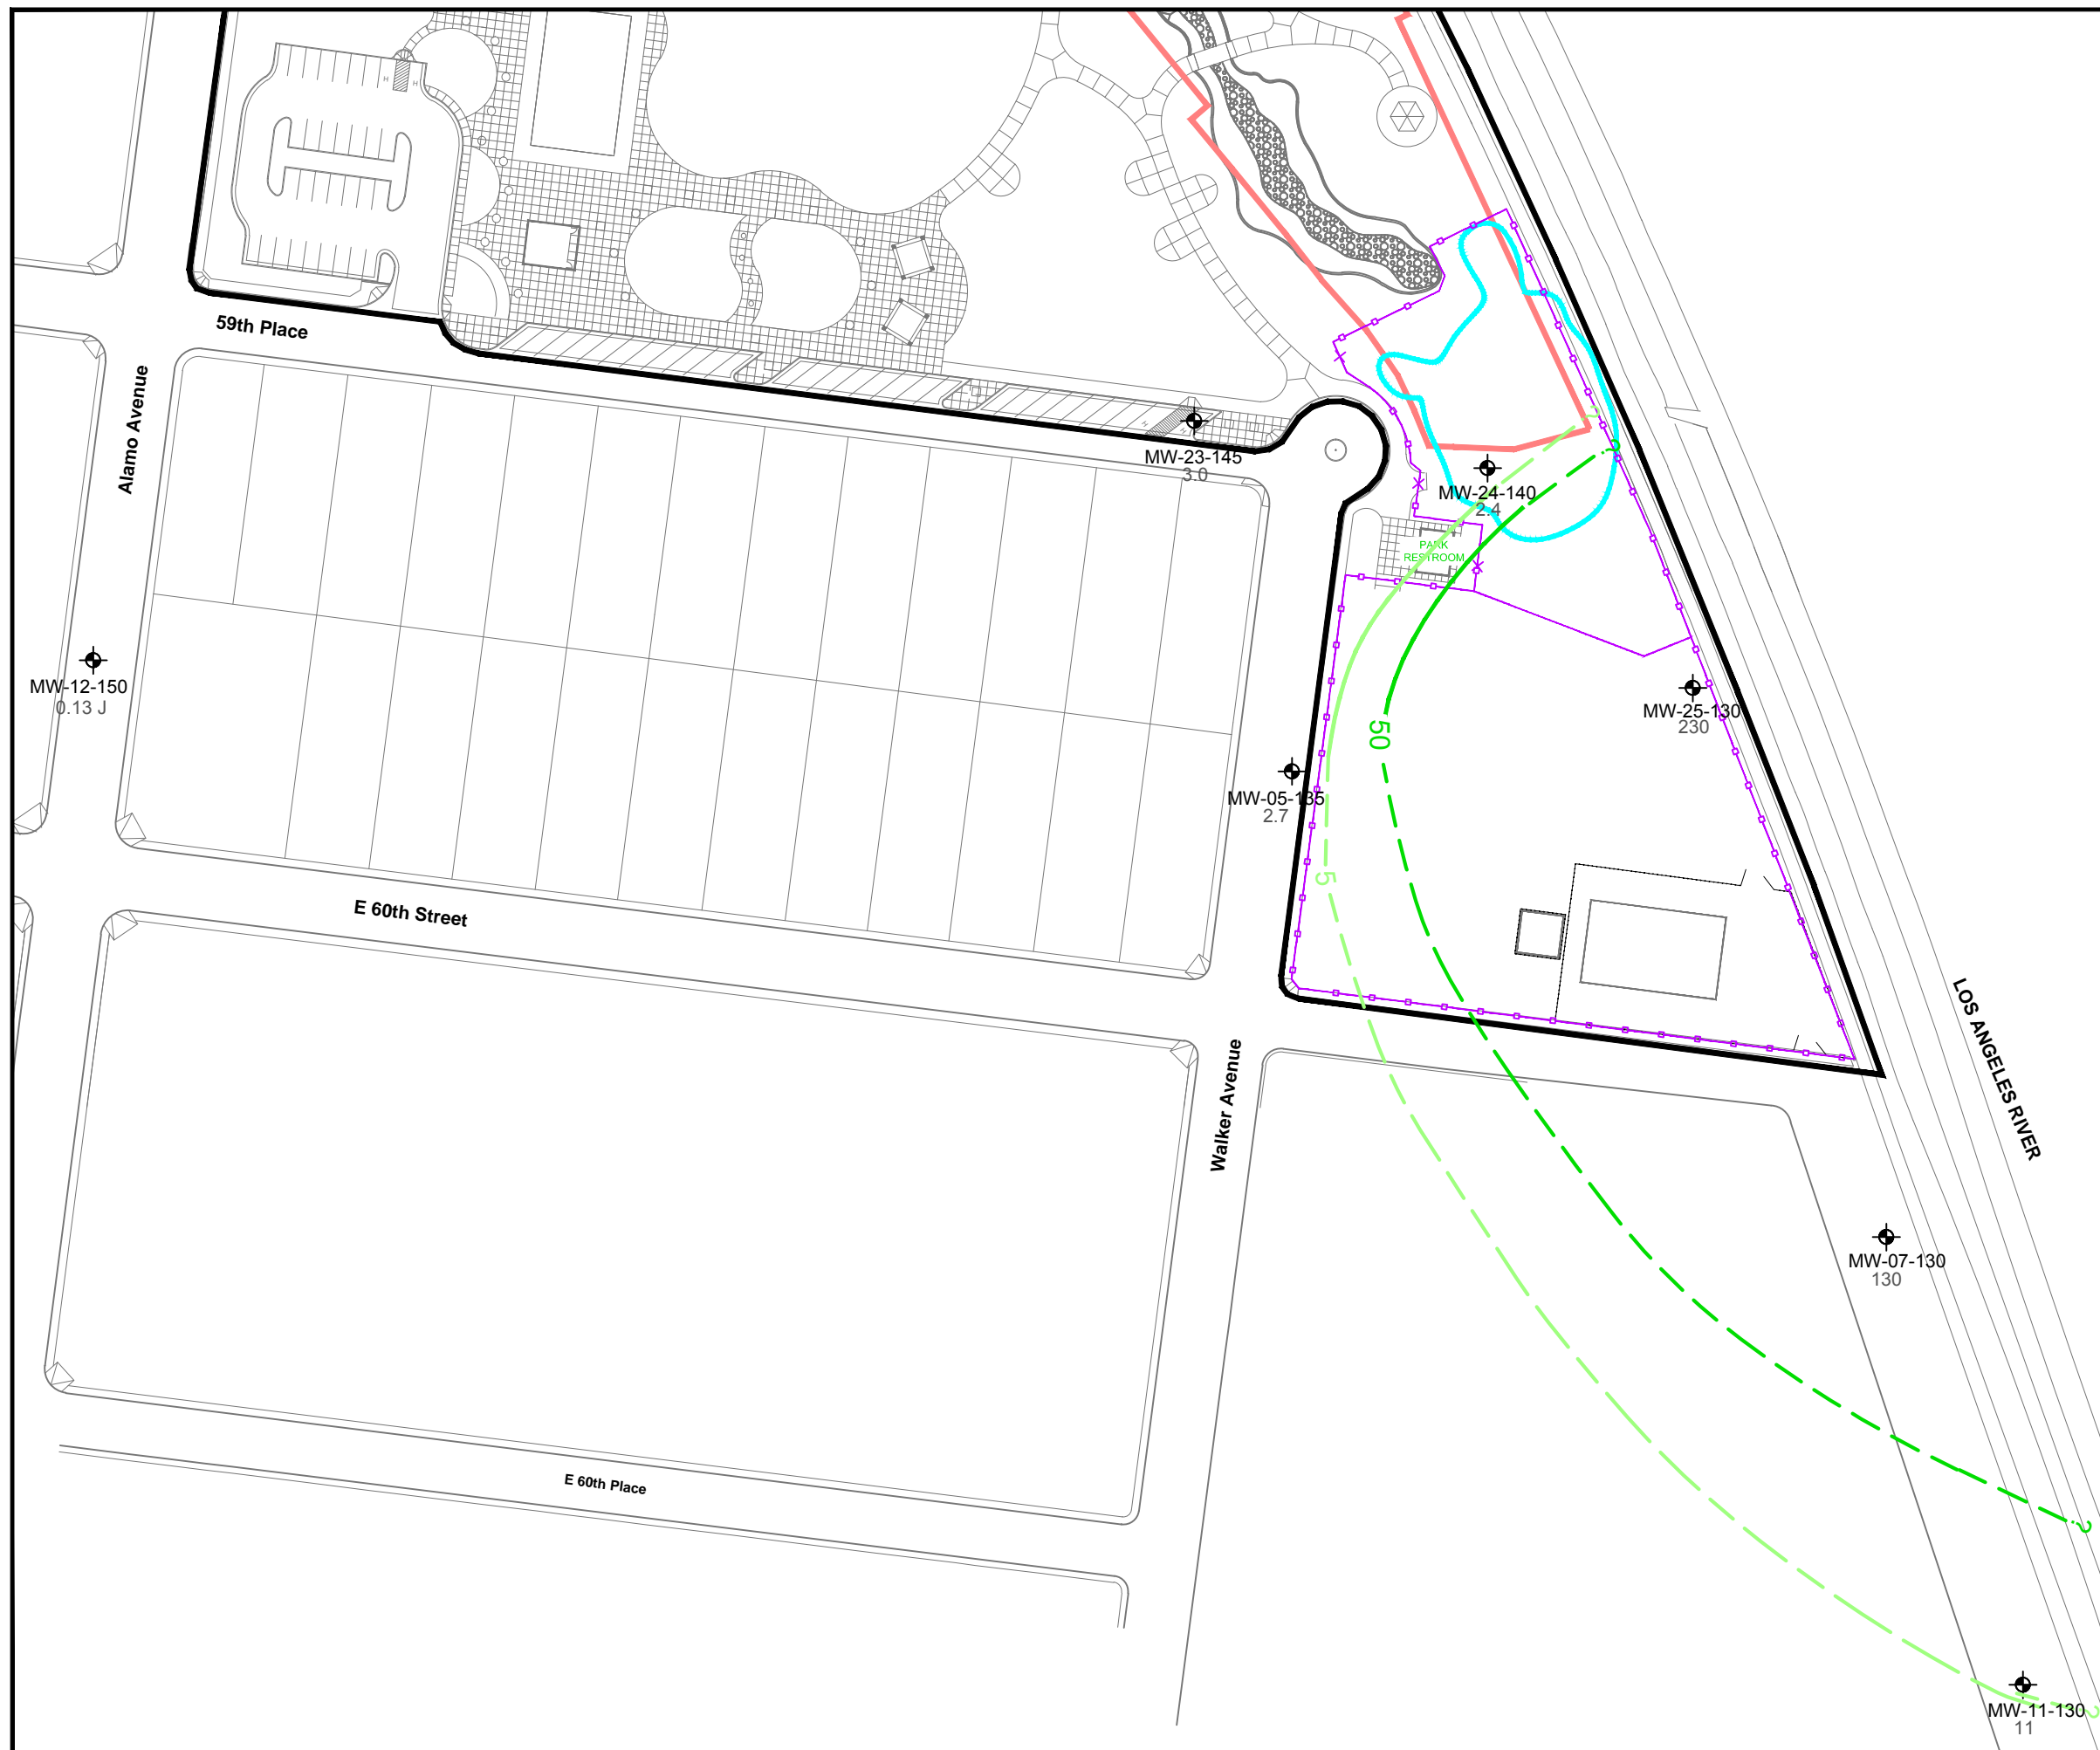 59th Place
Alamo Avenue
MW-23-145
3.0
MW-24-140
2.4
PARK
RESTROOM
MW-12-150
0.13 J
50
MW-25-130
230
MW-05-135
2.7
5
E 60th Street
LOS ANGELES RIVER
Walker Avenue
MW-07-130
130
E 60th Place
?
?
?
?
MW-11-130
11
H
H
H
H